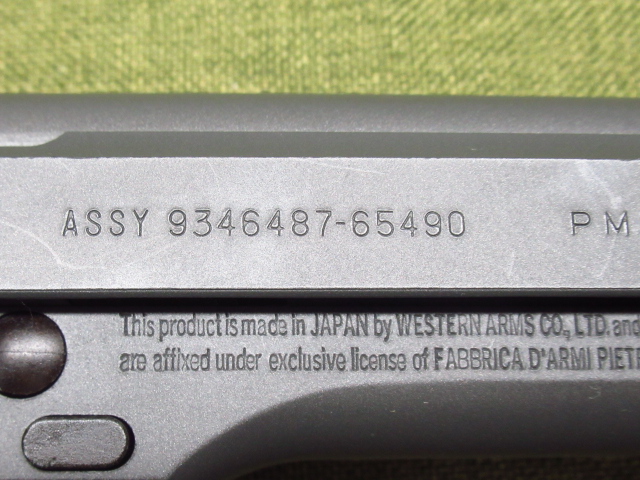 ASSY 9346487-65490 PM
This product is made in JAPAN by WESTERN ARMS CO., LTD. and
are affixed under exclusive license of FABBRICA D'ARMI PIET